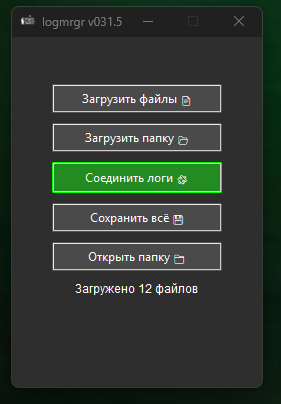 logmrgr v031.5
Загрузить файлы
Загрузить папку
Соединить логи
Сохранить всё
Открыть папку
Загружено 12 файлов